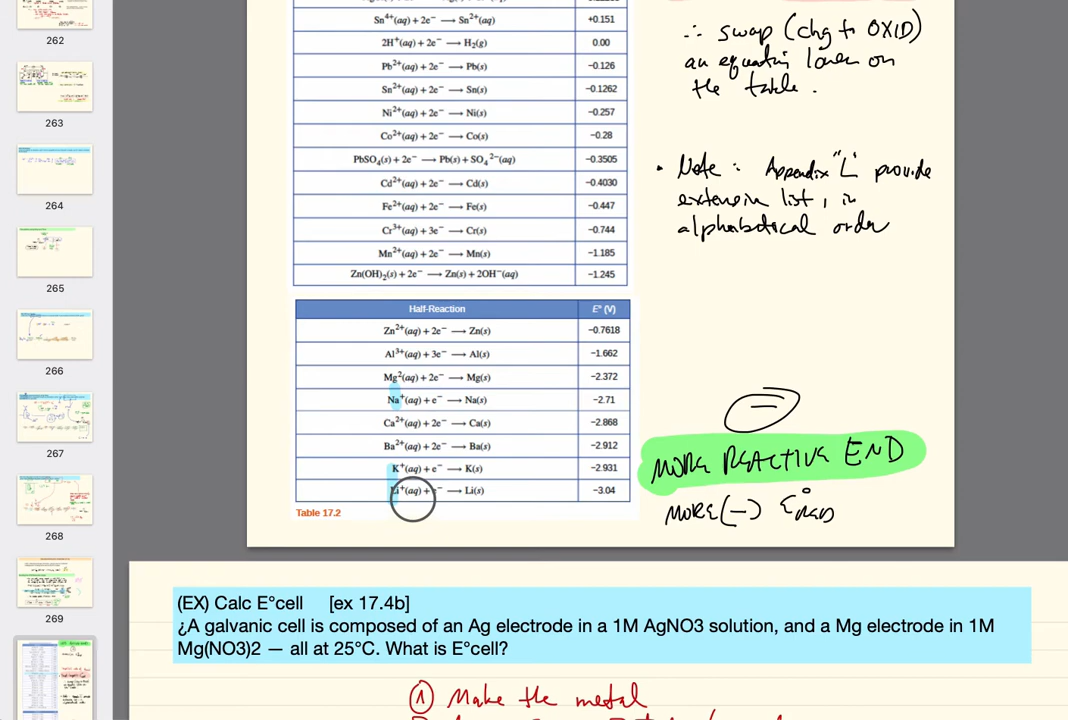 262
263
264
265
266
267
268
269
Sn⁴⁺(aq) + 2e⁻ ⟶ Sn²⁺(aq) +0.151
2H⁺(aq) + 2e⁻ ⟶ H₂(g) 0.00
Pb²⁺(aq) + 2e⁻ ⟶ Pb(s) −0.126
Sn²⁺(aq) + 2e⁻ ⟶ Sn(s) −0.1262
Ni²⁺(aq) + 2e⁻ ⟶ Ni(s) −0.257
Co²⁺(aq) + 2e⁻ ⟶ Co(s) −0.28
PbSO₄(s) + 2e⁻ ⟶ Pb(s) + SO₄²⁻(aq) −0.3505
Cd²⁺(aq) + 2e⁻ ⟶ Cd(s) −0.4030
Fe²⁺(aq) + 2e⁻ ⟶ Fe(s) −0.447
Cr³⁺(aq) + 3e⁻ ⟶ Cr(s) −0.744
Mn²⁺(aq) + 2e⁻ ⟶ Mn(s) −1.185
Zn(OH)₂(s) + 2e⁻ ⟶ Zn(s) + 2OH⁻(aq) −1.245
Half-Reaction E° (V)
Zn²⁺(aq) + 2e⁻ ⟶ Zn(s) −0.7618
Al³⁺(aq) + 3e⁻ ⟶ Al(s) −1.662
Mg²(aq) + 2e⁻ ⟶ Mg(s) −2.372
Na⁺(aq) + e⁻ ⟶ Na(s) −2.71
Ca²⁺(aq) + 2e⁻ ⟶ Ca(s) −2.868
Ba²⁺(aq) + 2e⁻ ⟶ Ba(s) −2.912
K⁺(aq) + e⁻ ⟶ K(s) −2.931
Li⁺(aq) + e⁻ ⟶ Li(s) −3.04
Table 17.2
∴ swap (chg to OXID)
an equation lower on
the table.
• Note: Appendix "L" provide
extensive list, in
alphabetical order
−
MORE REACTIVE END
MORE (−) E°RED
(EX) Calc E°cell [ex 17.4b]
¿A galvanic cell is composed of an Ag electrode in a 1M AgNO3 solution, and a Mg electrode in 1M
Mg(NO3)2 — all at 25°C. What is E°cell?
① Make the metal